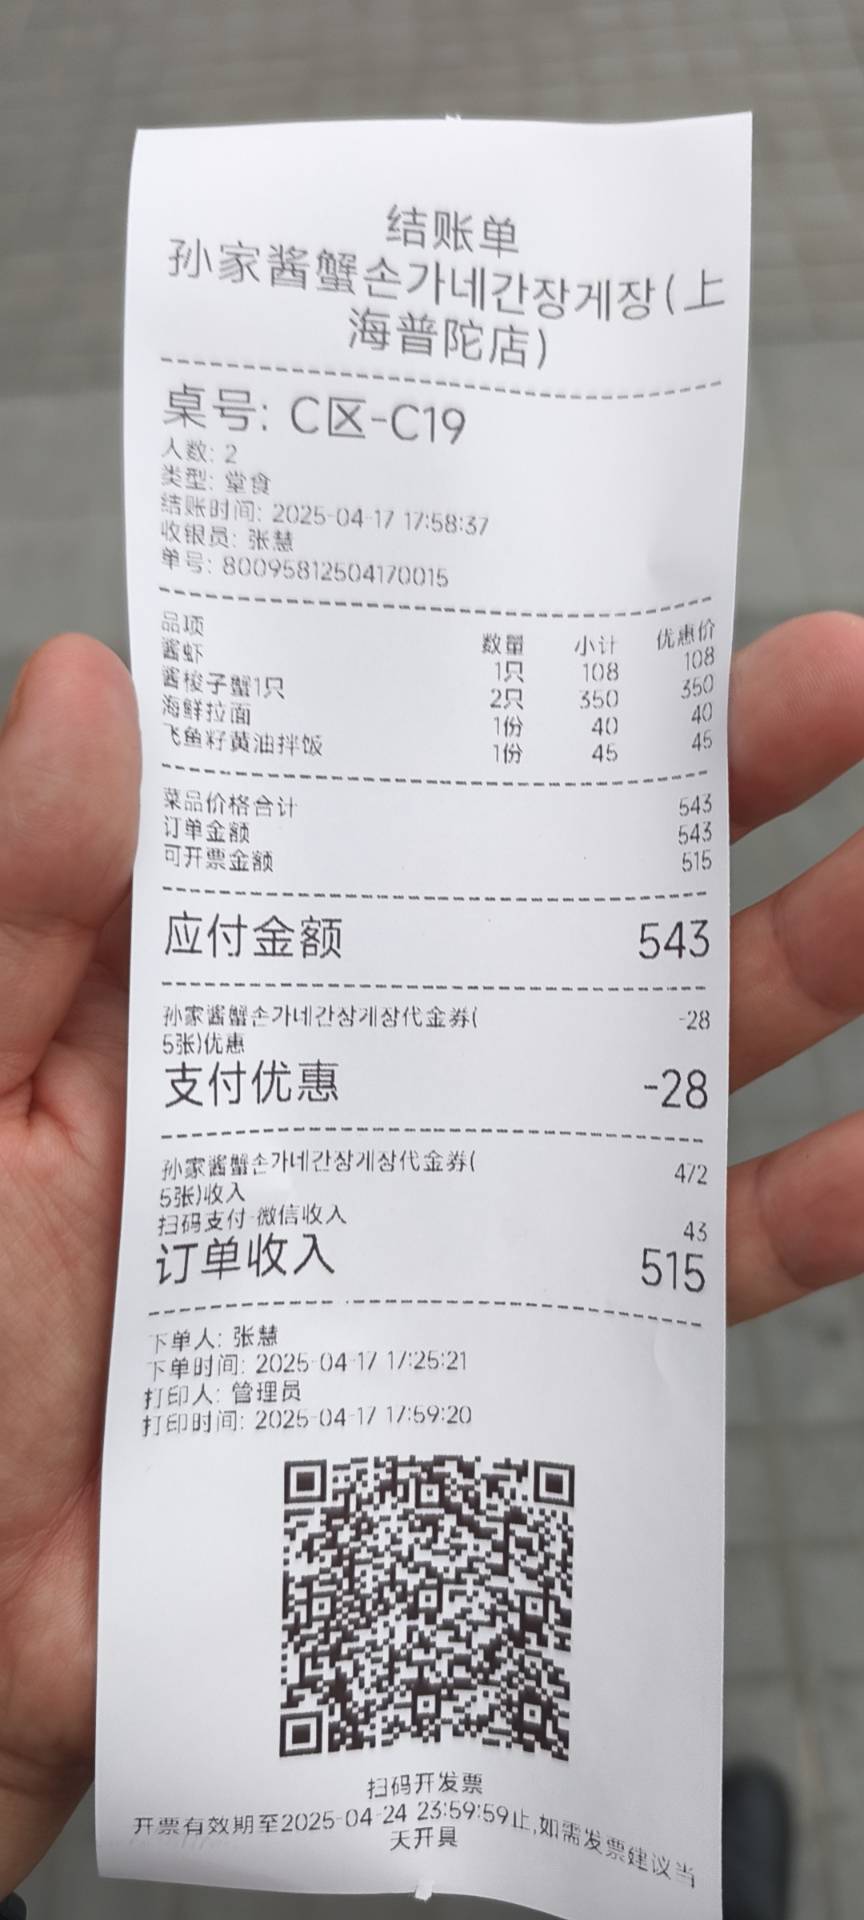 结账单
孙家酱蟹손가네간장게장(上
海普陀店)
桌号: C区-C19
人数: 2
类型: 堂食
结账时间: 2025-04-17 17:58:37
收银员: 张慧
单号: 80095812504170015
品项 数量 小计 优惠价
酱虾 1只 108 108
酱梭子蟹1只 2只 350 350
海鲜拉面 1份 40 40
飞鱼籽黄油拌饭 1份 45 45
菜品价格合计 543
订单金额 543
可开票金额 515
应付金额 543
孙家酱蟹손가네간장게장代金券( -28
5张)优惠
支付优惠 -28
孙家酱蟹손가네간장게장代金券( 472
5张)收入
扫码支付-微信收入 43
订单收入 515
下单人: 张慧
下单时间: 2025-04-17 17:25:21
打印人: 管理员
打印时间: 2025-04-17 17:59:20
扫码开发票
开票有效期至2025-04-24 23:59:59止,如需发票建议当
天开具